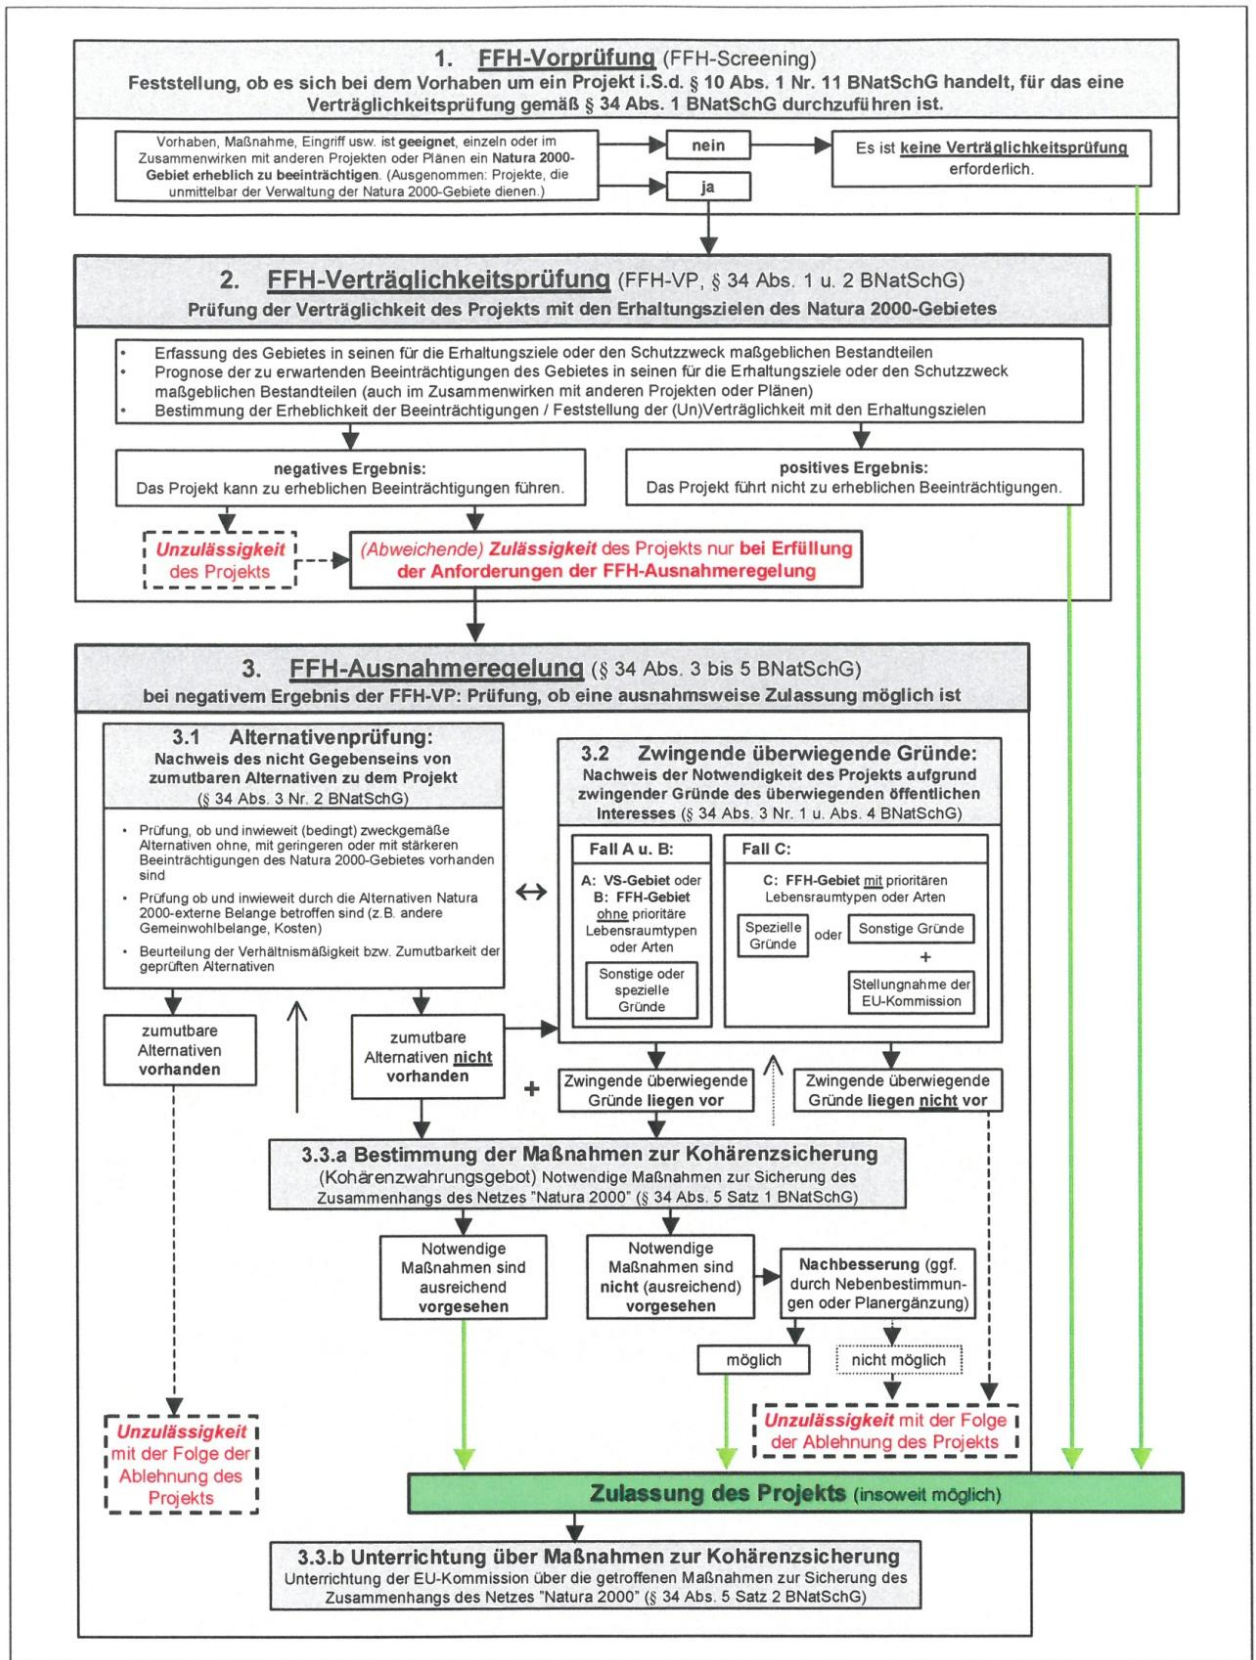 1. FFH-Vorprüfung (FFH-Screening)
Feststellung, ob es sich bei dem Vorhaben um ein Projekt i.S.d. § 10 Abs. 1 Nr. 11 BNatSchG handelt, für das eine
Verträglichkeitsprüfung gemäß § 34 Abs. 1 BNatSchG durchzuführen ist.
Vorhaben, Maßnahme, Eingriff usw. ist geeignet, einzeln oder im
Zusammenwirken mit anderen Projekten oder Plänen ein Natura 2000-
Gebiet erheblich zu beeinträchtigen. (Ausgenommen: Projekte, die
unmittelbar der Verwaltung der Natura 2000-Gebiete dienen.)
nein
ja
Es ist keine Verträglichkeitsprüfung
erforderlich.
2. FFH-Verträglichkeitsprüfung (FFH-VP, § 34 Abs. 1 u. 2 BNatSchG)
Prüfung der Verträglichkeit des Projekts mit den Erhaltungszielen des Natura 2000-Gebietes
• Erfassung des Gebietes in seinen für die Erhaltungsziele oder den Schutzzweck maßgeblichen Bestandteilen
• Prognose der zu erwartenden Beeinträchtigungen des Gebietes in seinen für die Erhaltungsziele oder den Schutzzweck
maßgeblichen Bestandteilen (auch im Zusammenwirken mit anderen Projekten oder Plänen)
• Bestimmung der Erheblichkeit der Beeinträchtigungen / Feststellung der (Un)Verträglichkeit mit den Erhaltungszielen
negatives Ergebnis:
Das Projekt kann zu erheblichen Beeinträchtigungen führen.
positives Ergebnis:
Das Projekt führt nicht zu erheblichen Beeinträchtigungen.
Unzulässigkeit
des Projekts
(Abweichende) Zulässigkeit des Projekts nur bei Erfüllung
der Anforderungen der FFH-Ausnahmeregelung
3. FFH-Ausnahmeregelung (§ 34 Abs. 3 bis 5 BNatSchG)
bei negativem Ergebnis der FFH-VP: Prüfung, ob eine ausnahmsweise Zulassung möglich ist
3.1 Alternativenprüfung:
Nachweis des nicht Gegebenseins von
zumutbaren Alternativen zu dem Projekt
(§ 34 Abs. 3 Nr. 2 BNatSchG)
• Prüfung, ob und inwieweit (bedingt) zweckgemäße
Alternativen ohne, mit geringeren oder mit stärkeren
Beeinträchtigungen des Natura 2000-Gebietes vorhanden
sind
• Prüfung ob und inwieweit durch die Alternativen Natura
2000-externe Belange betroffen sind (z.B. andere
Gemeinwohlbelange, Kosten)
• Beurteilung der Verhältnismäßigkeit bzw. Zumutbarkeit der
geprüften Alternativen
3.2 Zwingende überwiegende Gründe:
Nachweis der Notwendigkeit des Projekts aufgrund
zwingender Gründe des überwiegenden öffentlichen
Interesses (§ 34 Abs. 3 Nr. 1 u. Abs. 4 BNatSchG)
Fall A u. B:
A: VS-Gebiet oder
B: FFH-Gebiet
ohne prioritäre
Lebensraumtypen
oder Arten
Sonstige oder
spezielle
Gründe
Fall C:
C: FFH-Gebiet mit prioritären
Lebensraumtypen oder Arten
Spezielle
Gründe
oder
Sonstige Gründe
+
Stellungnahme der
EU-Kommission
zumutbare
Alternativen
vorhanden
zumutbare
Alternativen nicht
vorhanden
+
Zwingende überwiegende
Gründe liegen vor
Zwingende überwiegende
Gründe liegen nicht vor
3.3.a Bestimmung der Maßnahmen zur Kohärenzsicherung
(Kohärenzwahrungsgebot) Notwendige Maßnahmen zur Sicherung des
Zusammenhangs des Netzes "Natura 2000" (§ 34 Abs. 5 Satz 1 BNatSchG)
Notwendige
Maßnahmen sind
ausreichend
vorgesehen
Notwendige
Maßnahmen sind
nicht (ausreichend)
vorgesehen
Nachbesserung (ggf.
durch Nebenbestimmun-
gen oder Planergänzung)
möglich
nicht möglich
Unzulässigkeit
mit der Folge der
Ablehnung des
Projekts
Unzulässigkeit mit der Folge
der Ablehnung des Projekts
Zulassung des Projekts (insoweit möglich)
3.3.b Unterrichtung über Maßnahmen zur Kohärenzsicherung
Unterrichtung der EU-Kommission über die getroffenen Maßnahmen zur Sicherung des
Zusammenhangs des Netzes "Natura 2000" (§ 34 Abs. 5 Satz 2 BNatSchG)